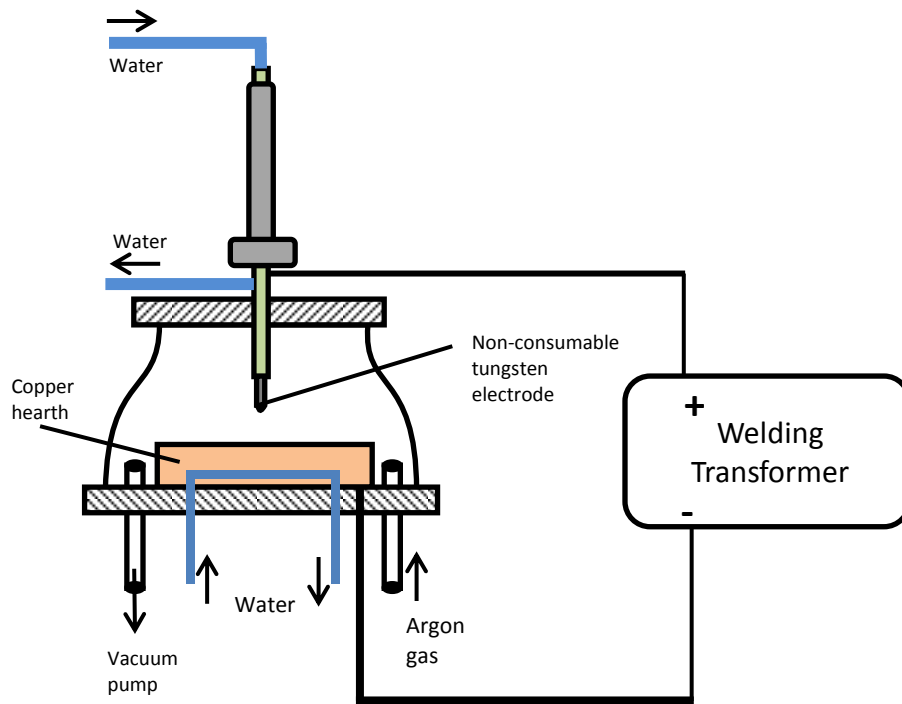 Water
Water
Non-consumable
tungsten
electrode
Copper
hearth
+
Welding
Transformer
-
Water
Argon
gas
Vacuum
pump